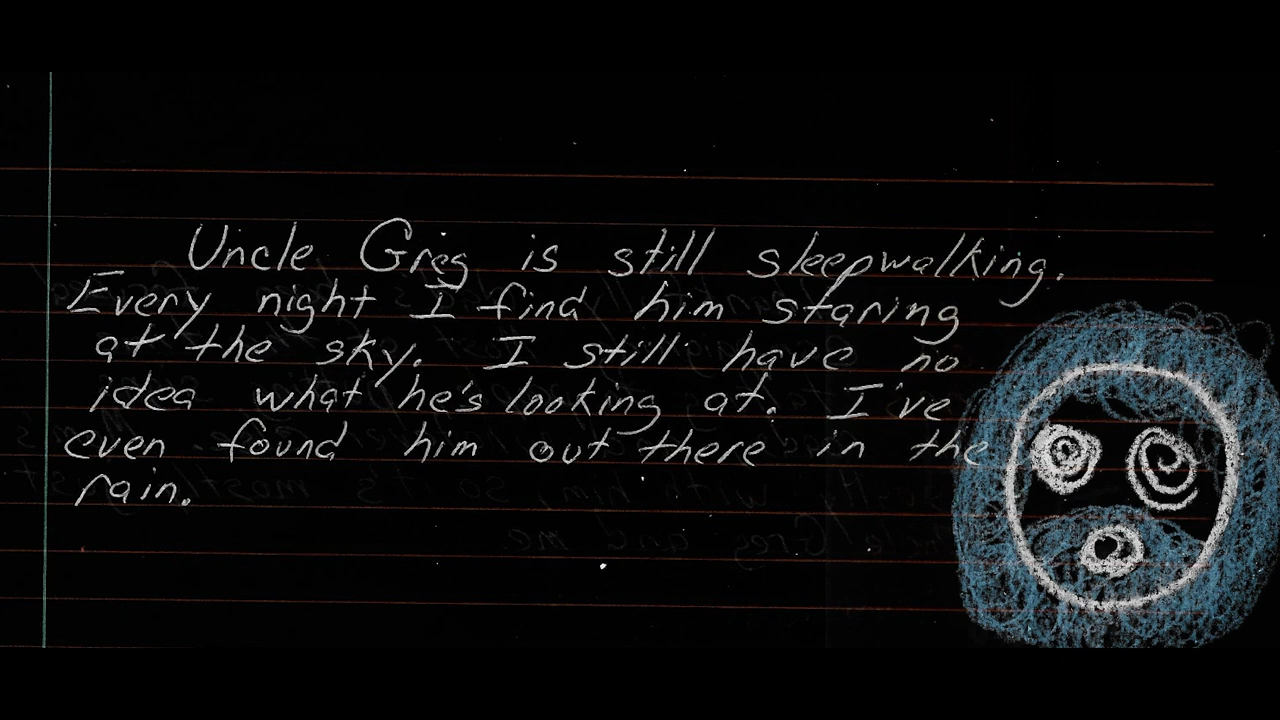 Uncle Greg is still sleepwalking.
Every night I find him staring
at the sky. I still have no
idea what he's looking at. I've
even found him out there in the
rain.